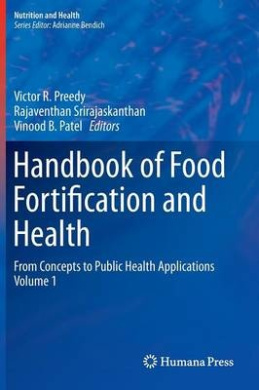 Nutrition and Health
Series Editor: Adrianne Bendich
Victor R. Preedy
Rajaventhan Srirajaskanthan
Vinood B. Patel Editors
Handbook of Food
Fortification and
Health
From Concepts to Public Health Applications
Volume 1
Humana Press